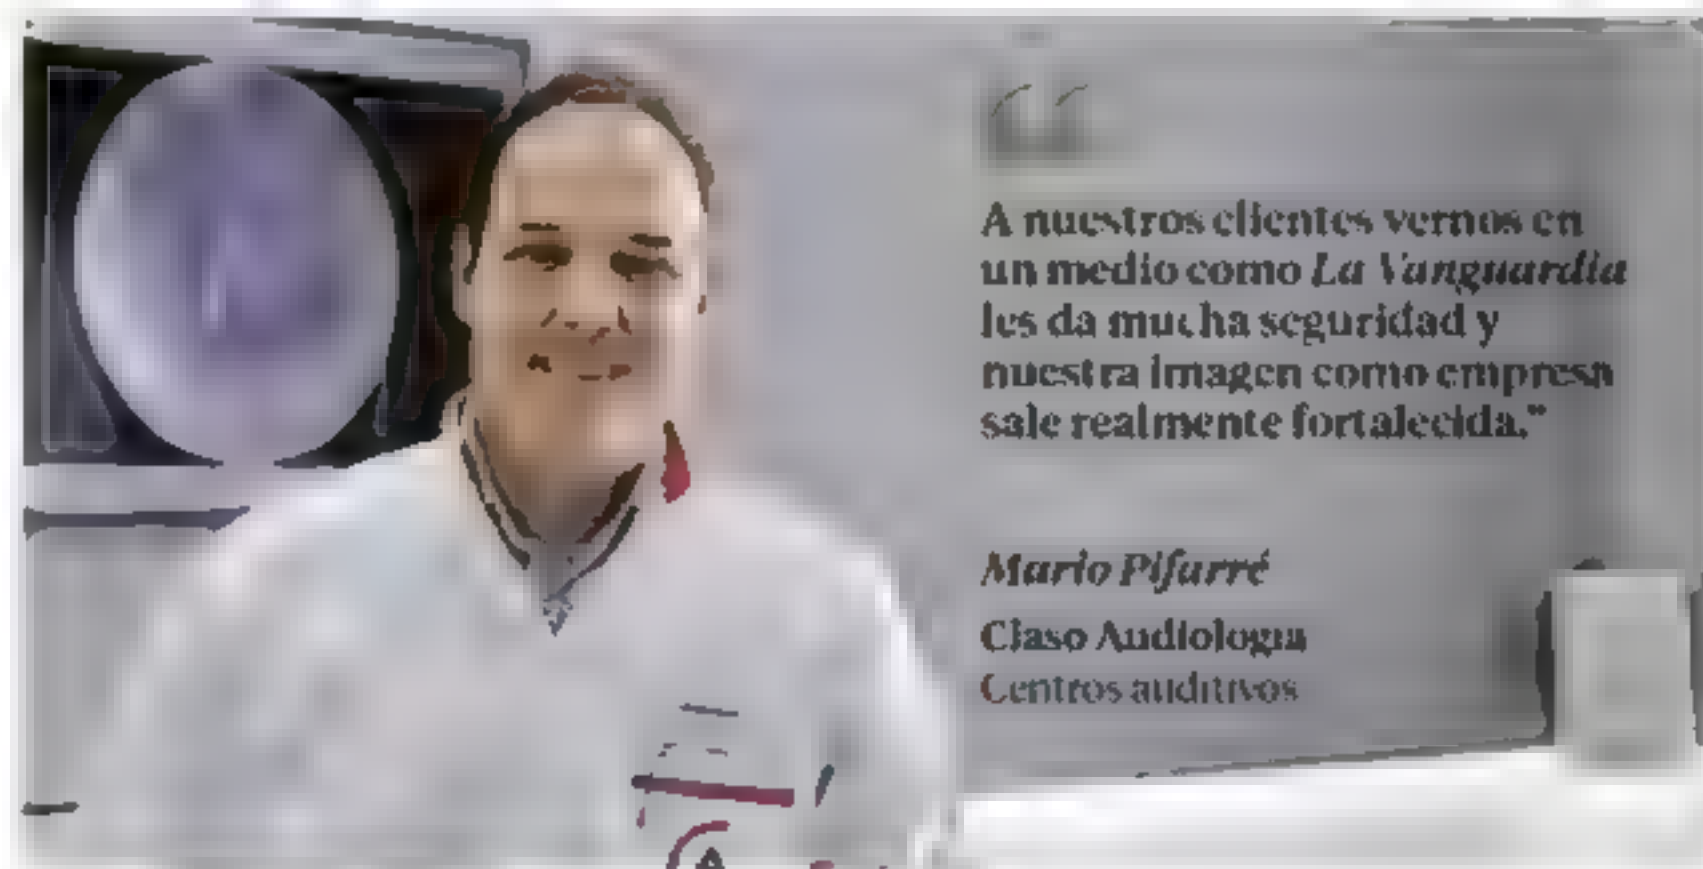 “
A nuestros clientes vernos en
un medio como La Vanguardia
les da mucha seguridad y
nuestra imagen como empresa
sale realmente fortalecida.”
Mario Pifarré
Claso Audiología
Centros auditivos